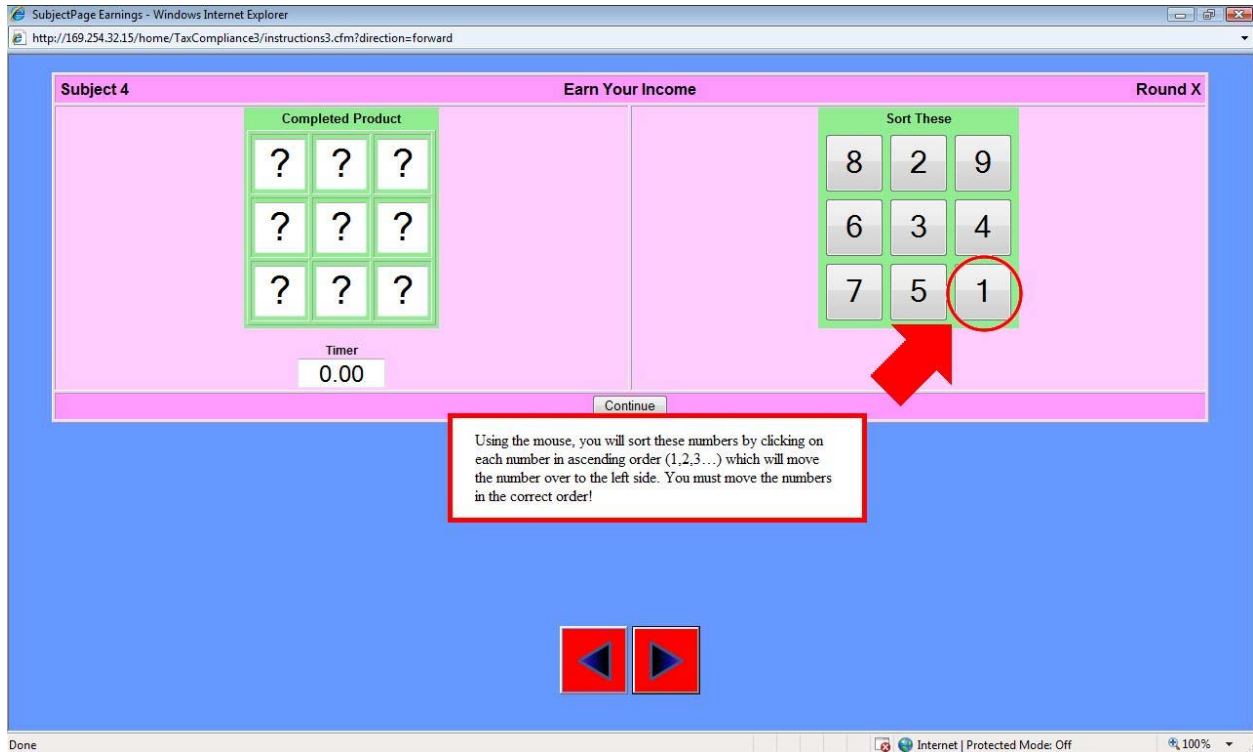 SubjectPage Earnings - Windows Internet Explorer
http://169.254.32.15/home/TaxCompliance3/instructions3.cfm?direction=forward
Subject 4 Earn Your Income Round X
Completed Product
? ? ?
? ? ?
? ? ?
Timer
0.00
Sort These
8 2 9
6 3 4
7 5 1
Continue
Using the mouse, you will sort these numbers by clicking on
each number in ascending order (1,2,3…) which will move
the number over to the left side. You must move the numbers
in the correct order!
Done Internet | Protected Mode: Off 100%